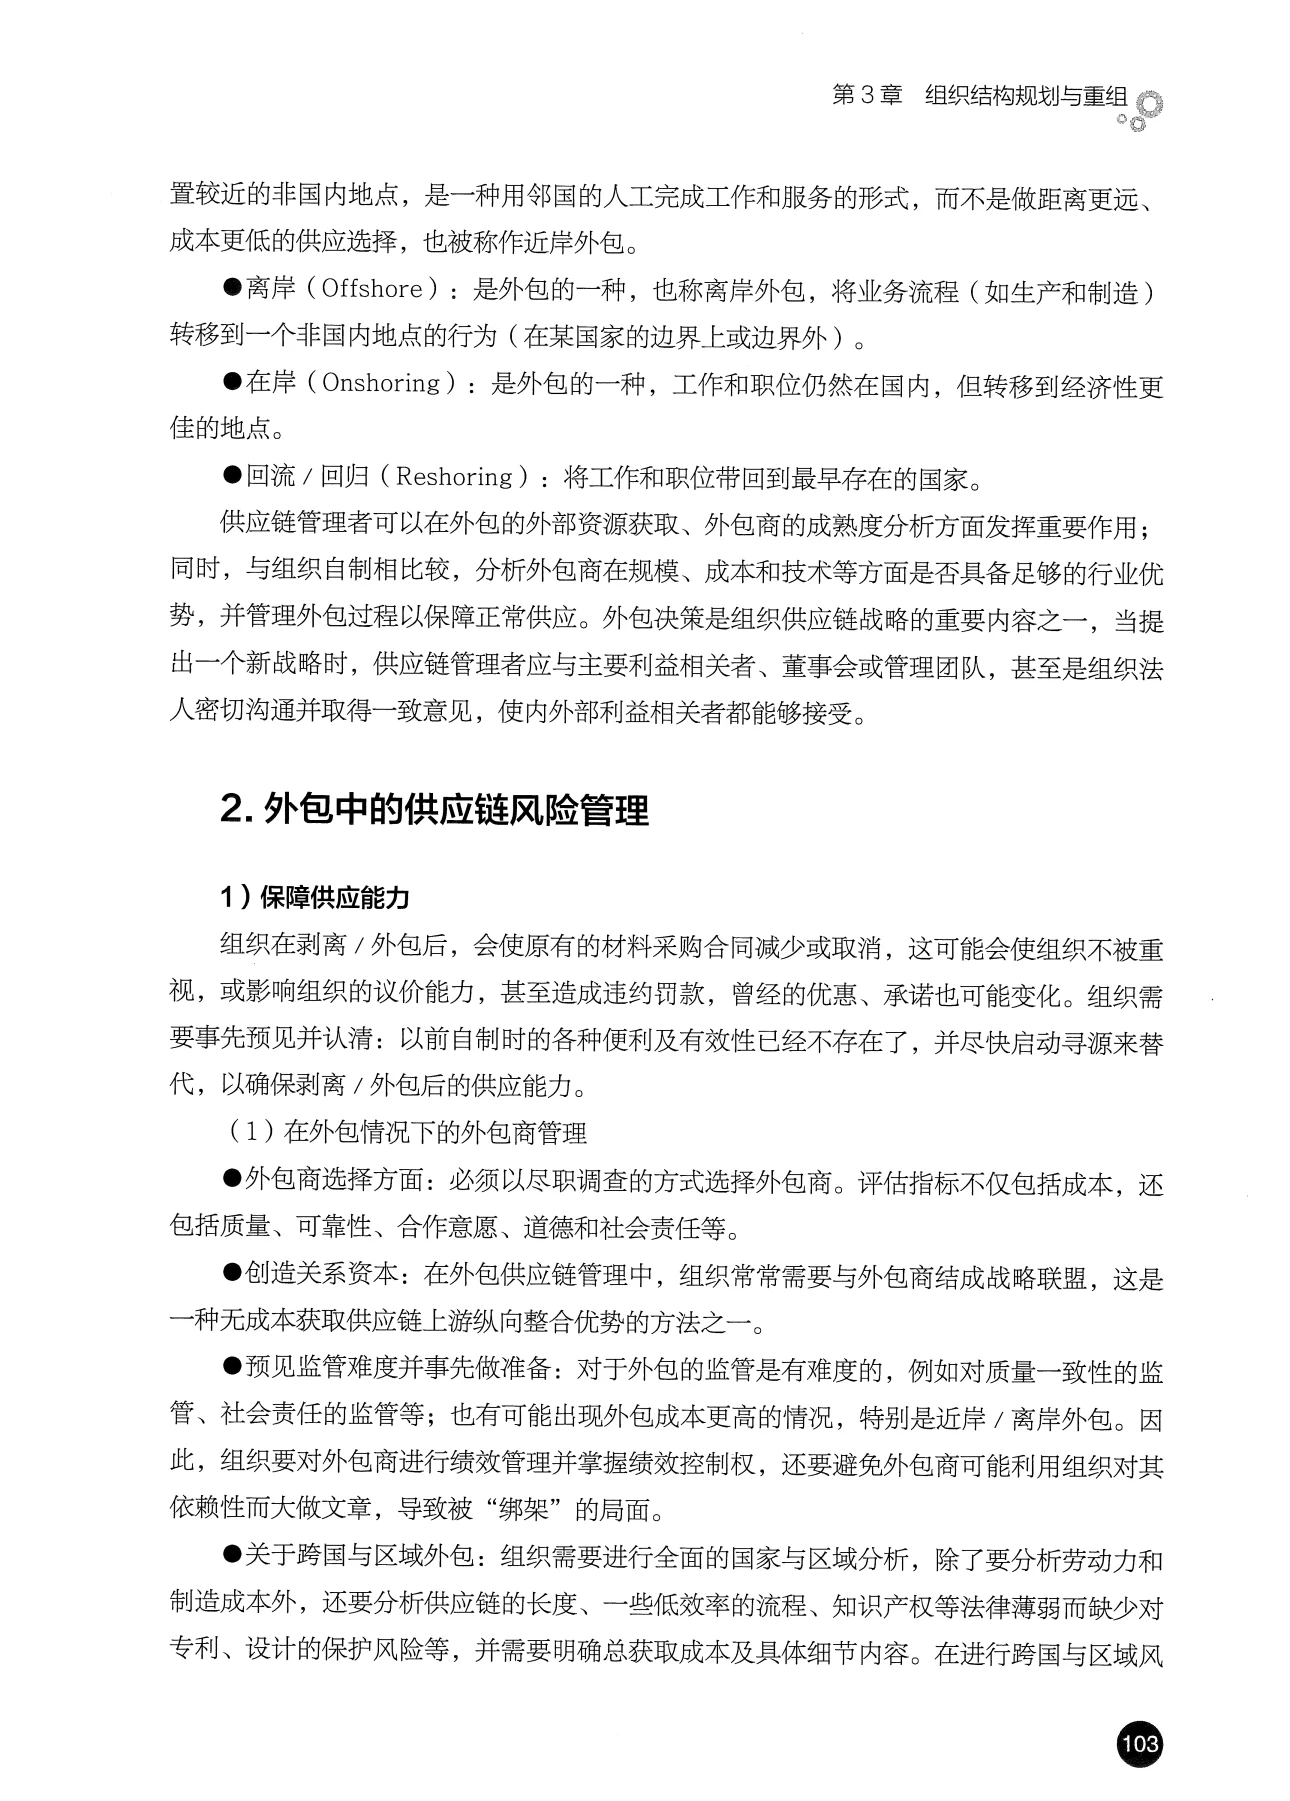 第3章 组织结构规划与重组
置较近的非国内地点，是一种用邻国的人工完成工作和服务的形式，而不是做距离更远、
成本更低的供应选择，也被称作近岸外包。
●离岸（Offshore）：是外包的一种，也称离岸外包，将业务流程（如生产和制造）
转移到一个非国内地点的行为（在某国家的边界上或边界外）。
●在岸（Onshoring）：是外包的一种，工作和职位仍然在国内，但转移到经济性更
佳的地点。
●回流/回归（Reshoring）：将工作和职位带回到最早存在的国家。
供应链管理者可以在外包的外部资源获取、外包商的成熟度分析方面发挥重要作用；
同时，与组织自制相比较，分析外包商在规模、成本和技术等方面是否具备足够的行业优
势，并管理外包过程以保障正常供应。外包决策是组织供应链战略的重要内容之一，当提
出一个新战略时，供应链管理者应与主要利益相关者、董事会或管理团队，甚至是组织法
人密切沟通并取得一致意见，使内外部利益相关者都能够接受。
2. 外包中的供应链风险管理
1）保障供应能力
组织在剥离/外包后，会使原有的材料采购合同减少或取消，这可能会使组织不被重
视，或影响组织的议价能力，甚至造成违约罚款，曾经的优惠、承诺也可能变化。组织需
要事先预见并认清：以前自制时的各种便利及有效性已经不存在了，并尽快启动寻源来替
代，以确保剥离/外包后的供应能力。
（1）在外包情况下的外包商管理
●外包商选择方面：必须以尽职调查的方式选择外包商。评估指标不仅包括成本，还
包括质量、可靠性、合作意愿、道德和社会责任等。
●创造关系资本：在外包供应链管理中，组织常常需要与外包商结成战略联盟，这是
一种无成本获取供应链上游纵向整合优势的方法之一。
●预见监管难度并事先做准备：对于外包的监管是有难度的，例如对质量一致性的监
管、社会责任的监管等；也有可能出现外包成本更高的情况，特别是近岸/离岸外包。因
此，组织要对外包商进行绩效管理并掌握绩效控制权，还要避免外包商可能利用组织对其
依赖性而大做文章，导致被“绑架”的局面。
●关于跨国与区域外包：组织需要进行全面的国家与区域分析，除了要分析劳动力和
制造成本外，还要分析供应链的长度、一些低效率的流程、知识产权等法律薄弱而缺少对
专利、设计的保护风险等，并需要明确总获取成本及具体细节内容。在进行跨国与区域风
103